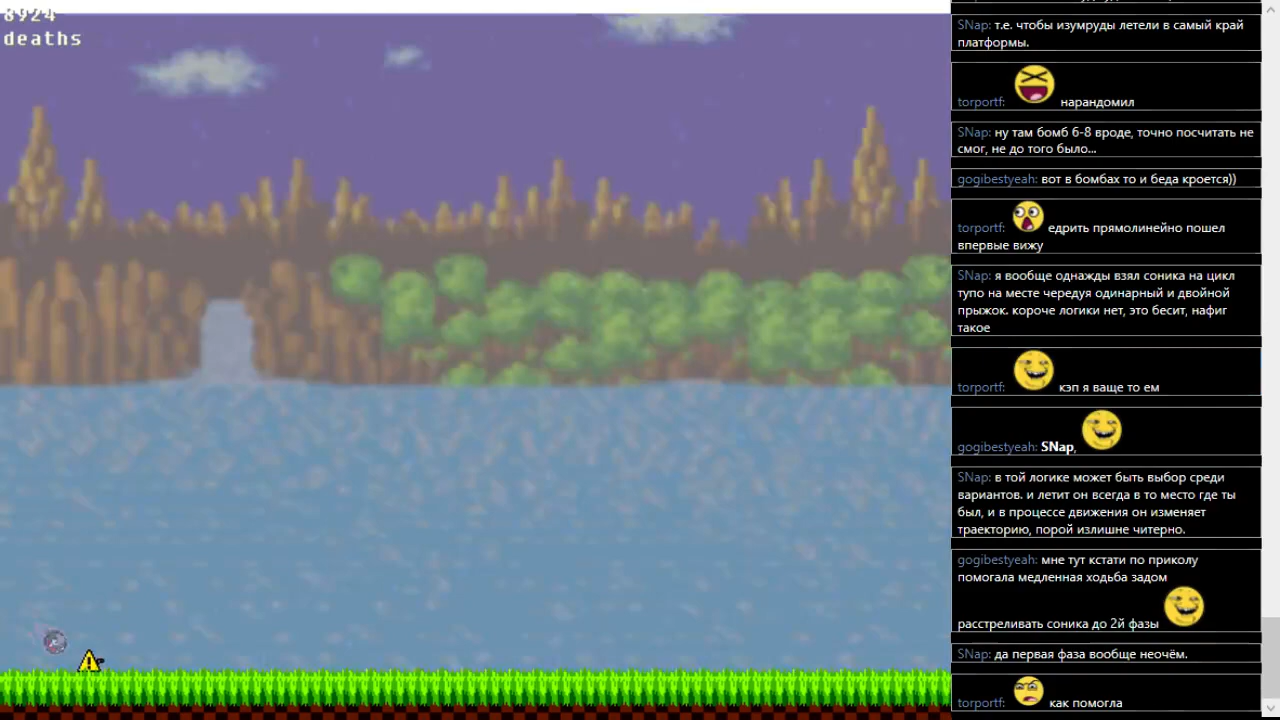 8924
deaths
SNap: т.е. чтобы изумруды летели в самый край
платформы.
torportf: нарандомил
SNap: ну там бомб 6-8 вроде, точно посчитать не
смог, не до того было...
gogibestyeah: вот в бомбах то и беда кроется))
torportf: едрить прямолинейно пошел
впервые вижу
SNap: я вообще однажды взял соника на цикл
тупо на месте чередуя одинарный и двойной
прыжок. короче логики нет, это бесит, нафиг
такое
torportf: кэп я ваще то ем
gogibestyeah: SNap,
SNap: в той логике может быть выбор среди
вариантов. и летит он всегда в то место где ты
был, и в процессе движения он изменяет
траекторию, порой излишне читерно.
gogibestyeah: мне тут кстати по приколу
помогала медленная ходьба задом
расстреливать соника до 2й фазы
SNap: да первая фаза вообще неочём.
torportf: как помогла